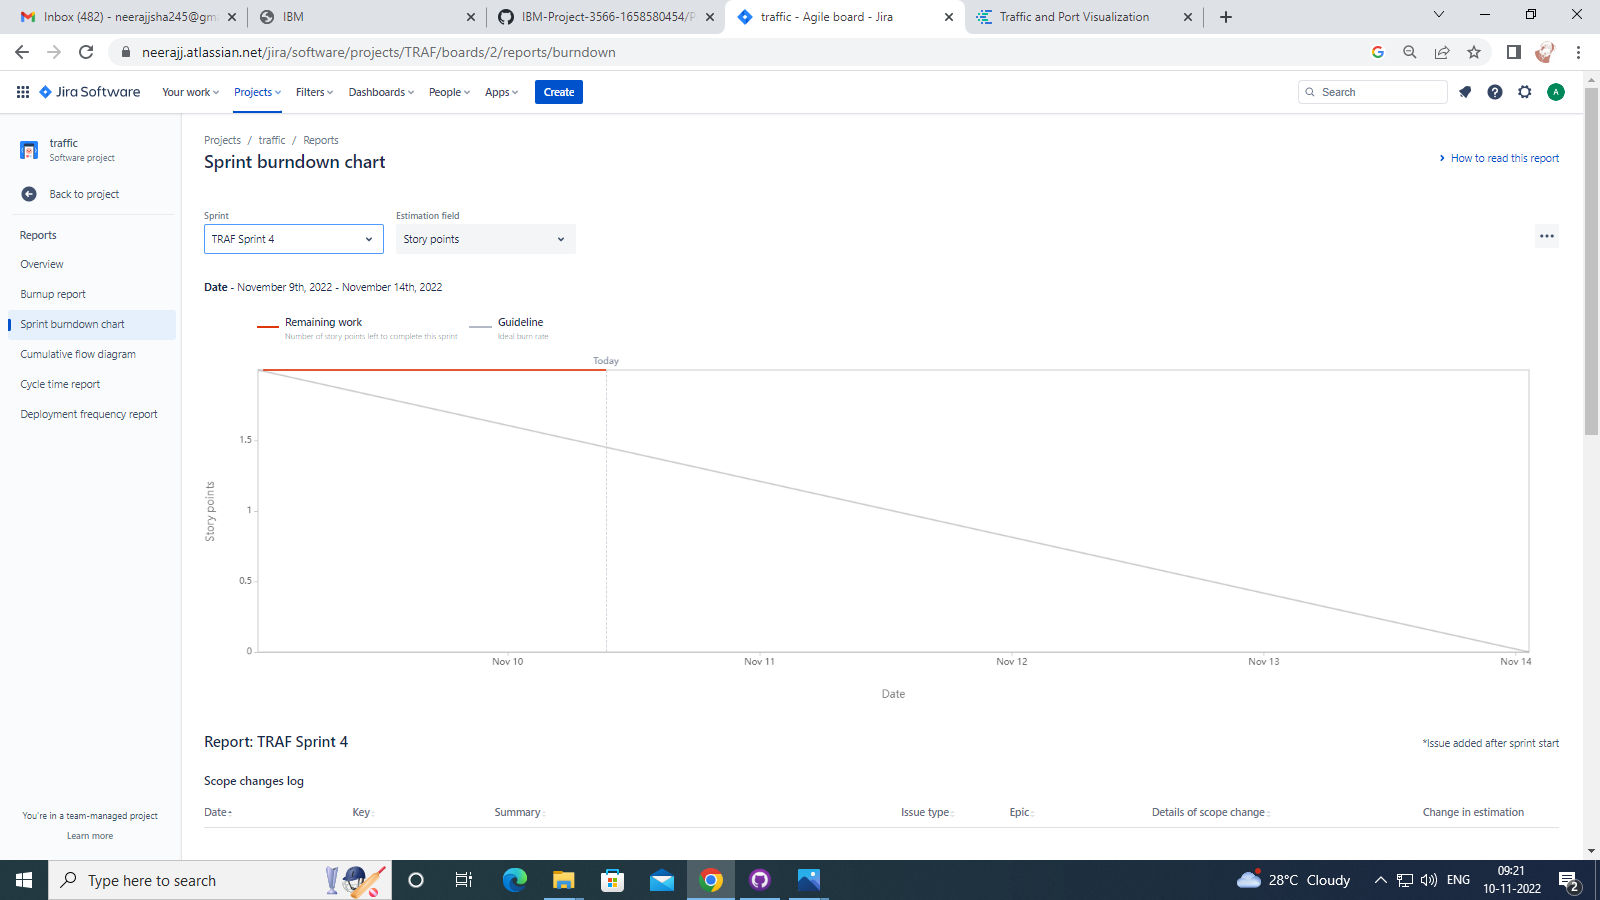 Inbox (482) - neerajjsha245@gm
IBM
IBM-Project-3566-1658580454/P
traffic - Agile board - Jira
Traffic and Port Visualization
neerajj.atlassian.net/jira/software/projects/TRAF/boards/2/reports/burndown
Jira Software
Your work
Projects
Filters
Dashboards
People
Apps
Create
Search
A
traffic
Software project
Back to project
Reports
Overview
Burnup report
Sprint burndown chart
Cumulative flow diagram
Cycle time report
Deployment frequency report
You're in a team-managed project
Learn more
Projects / traffic / Reports
Sprint burndown chart
How to read this report
Sprint
Estimation field
TRAF Sprint 4
Story points
Date - November 9th, 2022 - November 14th, 2022
Remaining work
Number of story points left to complete this sprint
Guideline
Ideal burn rate
Today
1.5
1
0.5
0
Story points
Nov 10
Nov 11
Nov 12
Nov 13
Nov 14
Date
Report: TRAF Sprint 4
*Issue added after sprint start
Scope changes log
Date
Key
Summary
Issue type
Epic
Details of scope change
Change in estimation
Type here to search
28°C Cloudy
ENG
09:21
10-11-2022
2